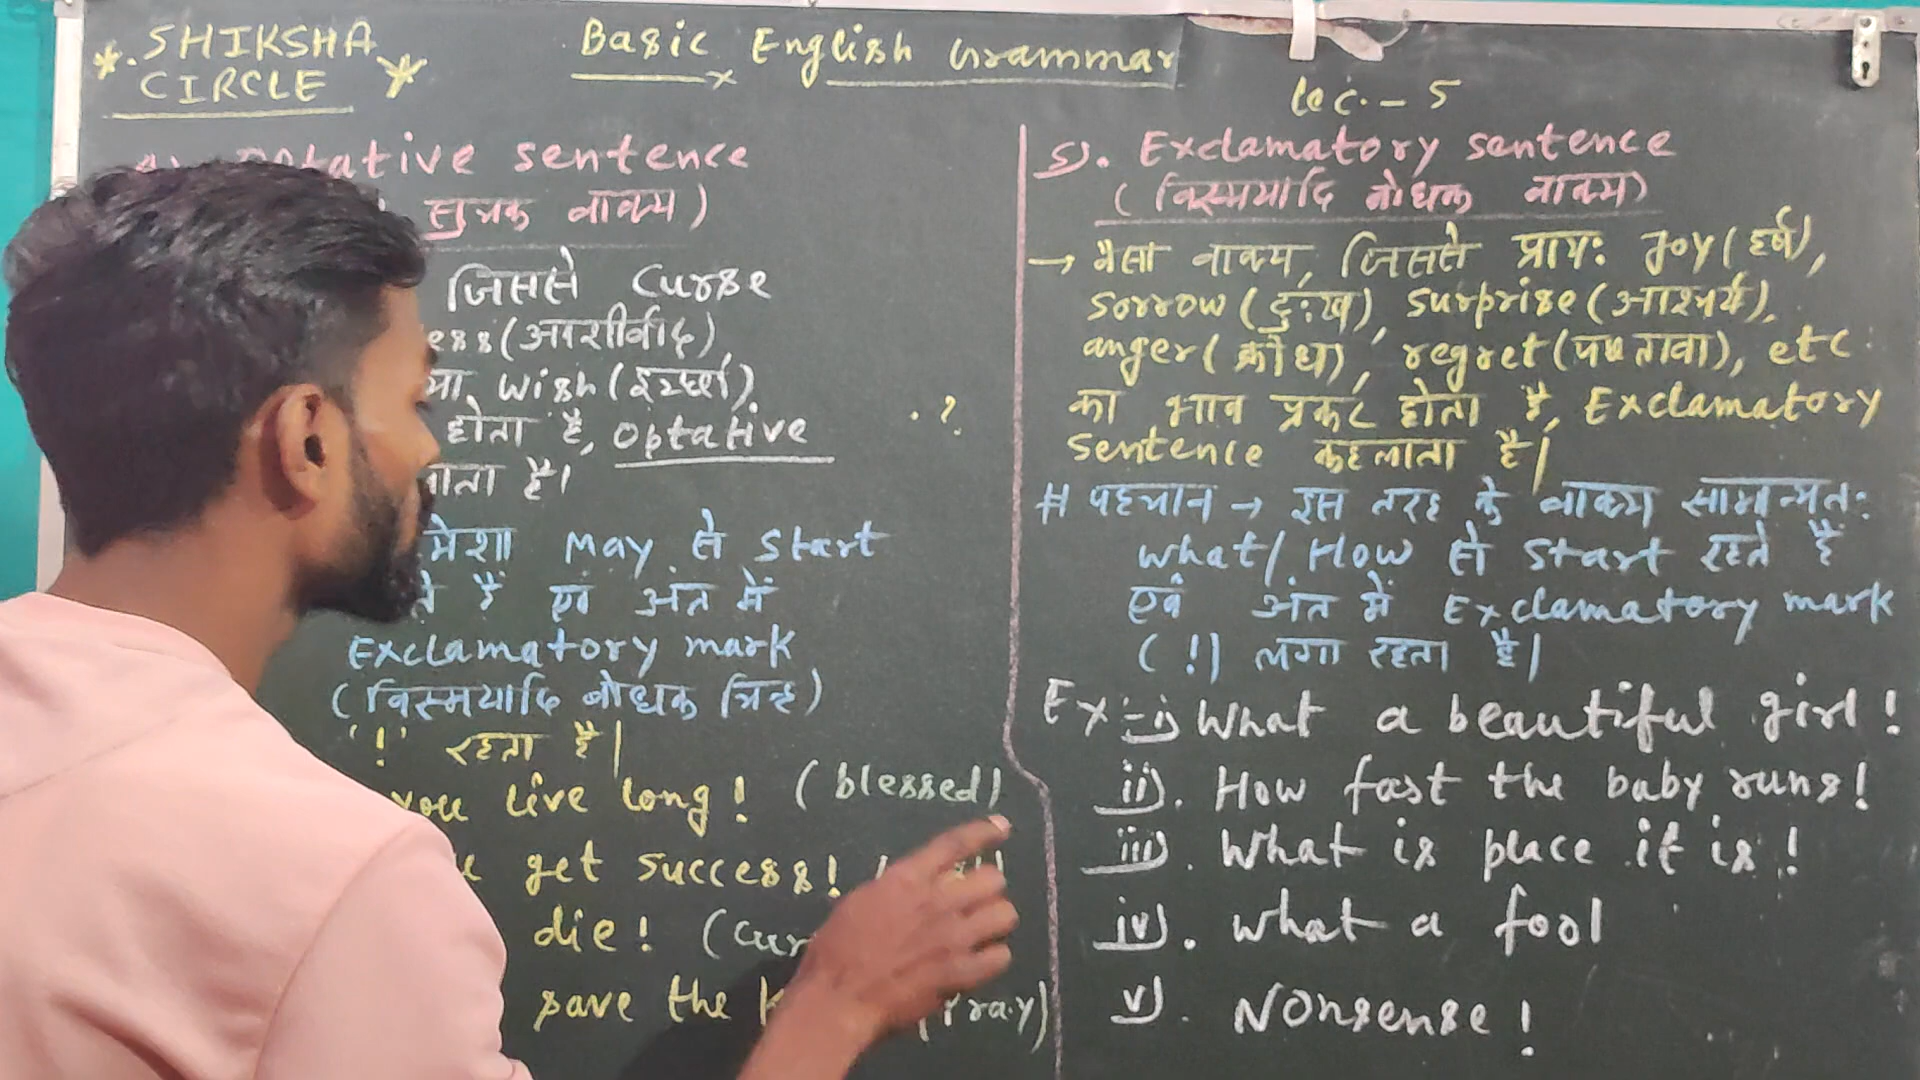 SHIKSHA
CIRCLE
Basic English Grammar
Lec. - 5
Optative sentence
सुचक वाक्य)
जिससे Curse
ess (आशीर्वाद),
या wish (इच्छा),
होता है, Optative
लाता है।
मेशा May से start
ते हैं एवं अंत में
Exclamatory mark
(विस्मयादि बोधक चिन्ह)
'!' रहता है।
you live long! (blessed)
get success!
die! (cur
save the K (Pray)
.?
5). Exclamatory sentence
(विस्मयादि बोधक वाक्य)
→ वैसा वाक्य, जिससे प्रायः Joy (हर्ष),
sorrow (दुःख), surprise (आश्चर्य),
anger (क्रोध), regret (पछतावा), etc
का भाव प्रकट होता है, Exclamatory
sentence कहलाता है।
# पहचान → इस तरह के वाक्य सामान्यतः
what/ How से start रहते हैं
एवं अंत में Exclamatory mark
(!) लगा रहता है।
Ex:- i) What a beautiful girl!
ii). How fast the baby runs!
iii). What is place it is!
iv). what a fool
v). Nonsense!